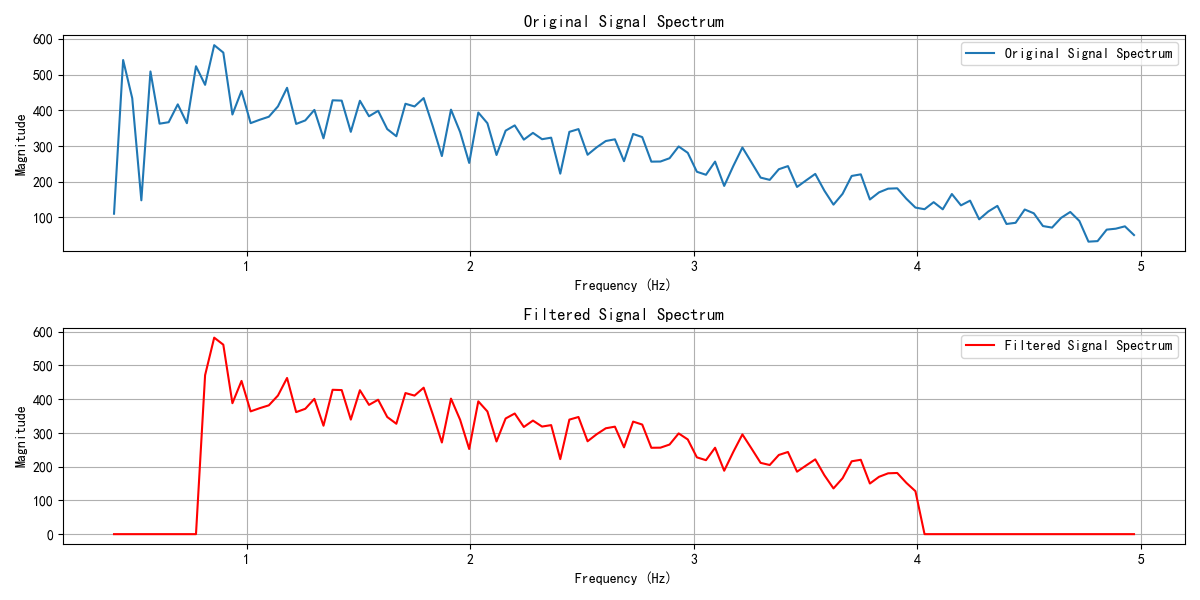 Original Signal Spectrum
600
500
400
300
200
100
Magnitude
Original Signal Spectrum
1
2
3
4
5
Frequency (Hz)
Filtered Signal Spectrum
600
500
400
300
200
100
0
Magnitude
Filtered Signal Spectrum
1
2
3
4
5
Frequency (Hz)